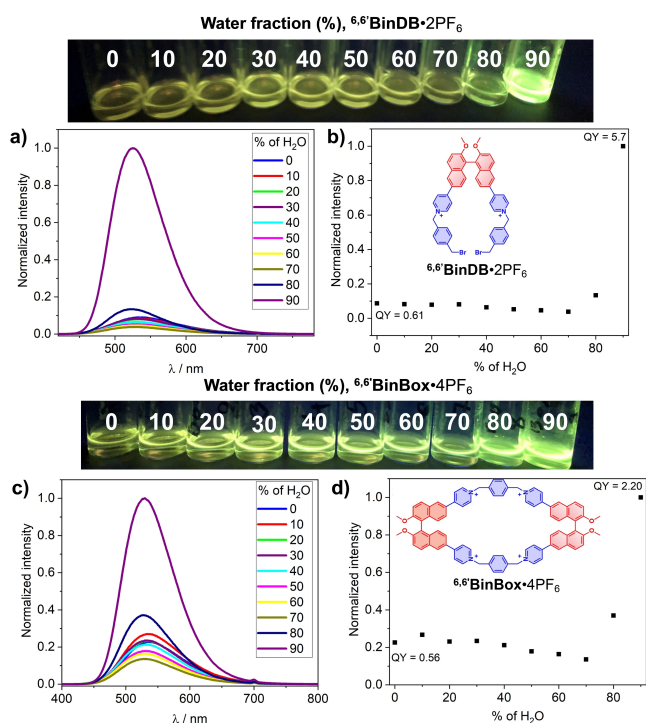 Water fraction (%), 6,6'BinDB•2PF6
0 10 20 30 40 50 60 70 80 90
a)
Normalized intensity
1.0
0.8
0.6
0.4
0.2
0.0
500 600 700
λ / nm
% of H2O
0
10
20
30
40
50
60
70
80
90
b)
Normalized intensity
1.0
0.8
0.6
0.4
0.2
0.0
0 20 40 60 80
% of H2O
QY = 5.7
QY = 0.61
O O
N + N +
Br Br
6,6'BinDB•2PF6
Water fraction (%), 6,6'BinBox•4PF6
0 10 20 30 40 50 60 70 80 90
c)
Normalized intensity
1.0
0.8
0.6
0.4
0.2
0.0
400 500 600 700 800
λ / nm
% of H2O
0
10
20
30
40
50
60
70
80
90
d)
Normalized intensity
1.0
0.8
0.6
0.4
0.2
0.0
0 20 40 60 80
% of H2O
QY = 2.20
QY = 0.56
N + N +
O O
O O
N + N +
6,6'BinBox•4PF6